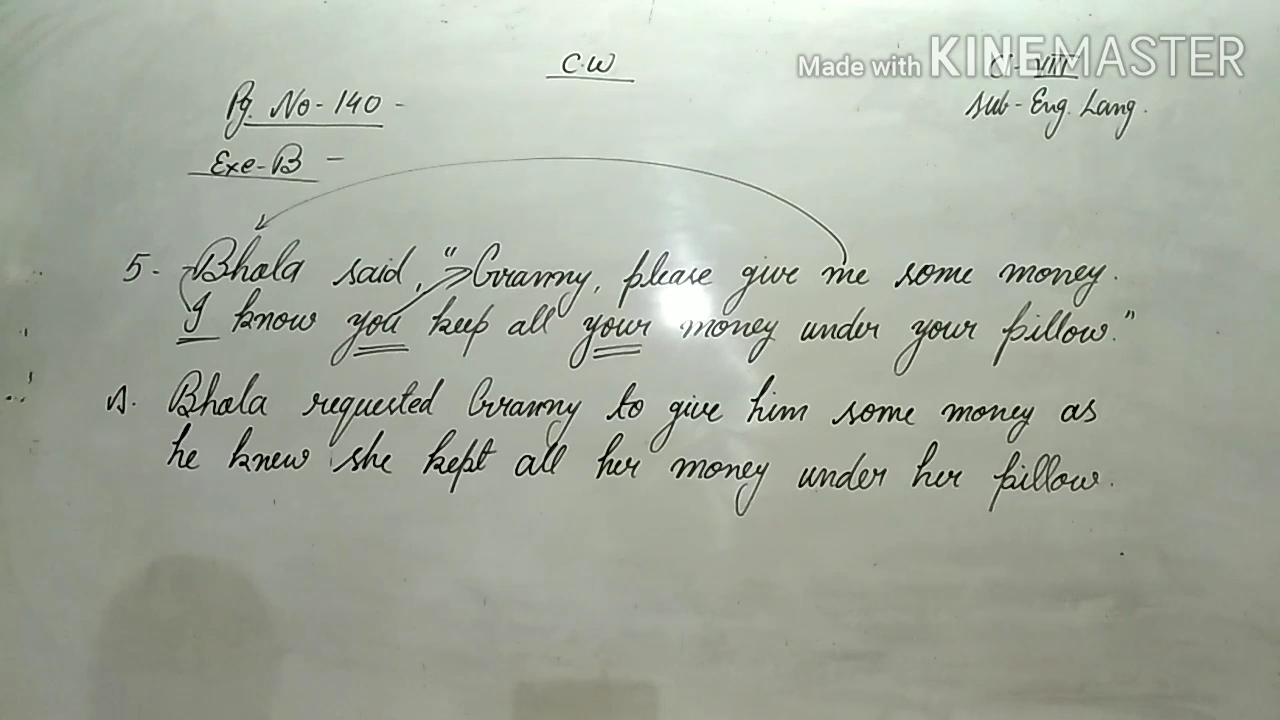 C.W
Made with KINEMASTER
Cl-VIII
Pg. No-140-
Sub-Eng. Lang.
Exe-B -
5- Bhola said, "Granny, please give me some money.
I know you keep all your money under your pillow."
A. Bhola requested Granny to give him some money as
he knew she kept all her money under her pillow.